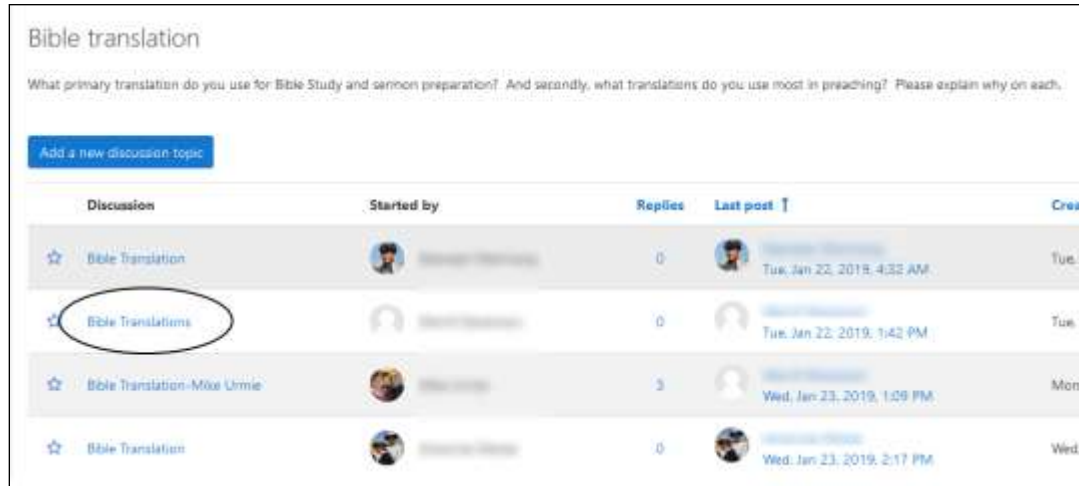 Bible translation
What primary translation do you use for Bible Study and sermon preparation? And secondly, what translations do you use most in preaching? Please explain why on each.
Add a new discussion topic
Discussion Started by Replies Last post ↑
Bible Translation 0
Tue, Jan 22, 2019, 4:32 AM Tue,
Bible Translations 0
Tue, Jan 22, 2019, 1:42 PM Tue,
Bible Translation-Mike Urmie 3
Wed, Jan 23, 2019, 1:09 PM Mon
Bible Translation 0
Wed, Jan 23, 2019, 2:17 PM Wed,